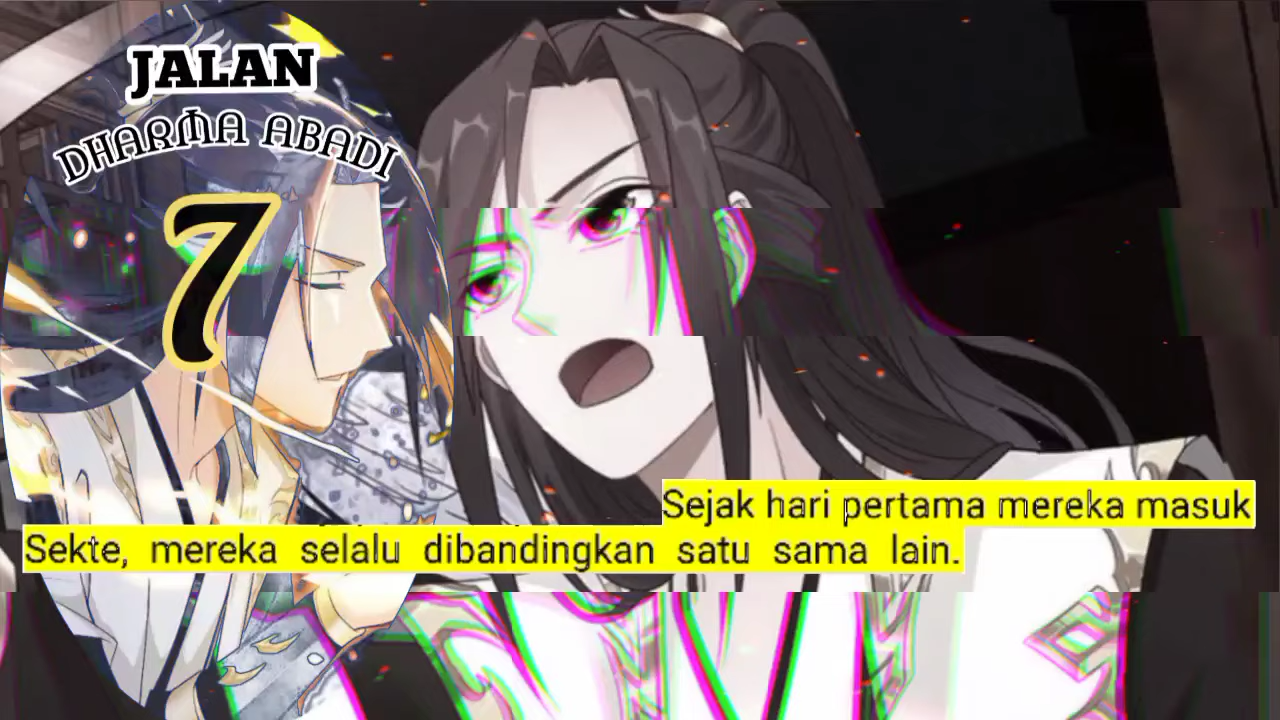 JALAN
DHARMA ABADI
7
Sejak hari pertama mereka masuk
Sekte, mereka selalu dibandingkan satu sama lain.